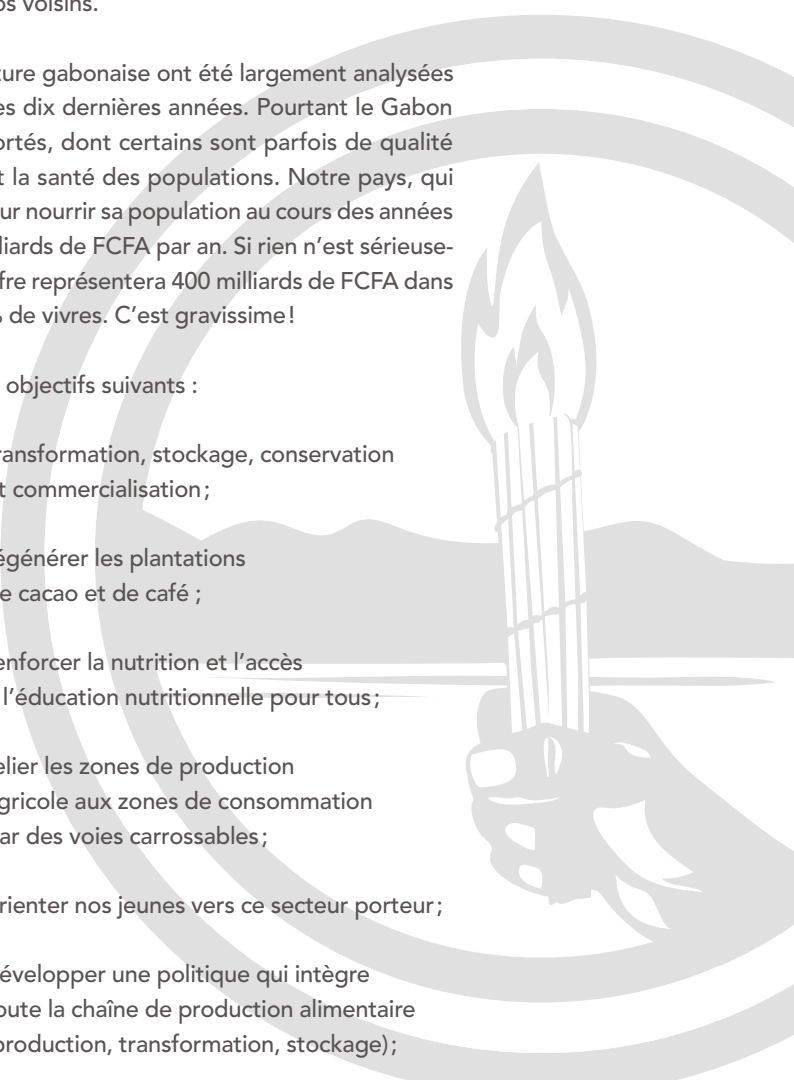 os voisins.
ture gabonaise ont été largement analysées
es dix dernières années. Pourtant le Gabon
ortés, dont certains sont parfois de qualité
t la santé des populations. Notre pays, qui
ur nourrir sa population au cours des années
liards de FCFA par an. Si rien n’est sérieuse-
fre représentera 400 milliards de FCFA dans
% de vivres. C’est gravissime !
objectifs suivants :
ransformation, stockage, conservation
t commercialisation ;
égénérer les plantations
e cacao et de café ;
enforcer la nutrition et l’accès
l’éducation nutritionnelle pour tous ;
elier les zones de production
gricole aux zones de consommation
ar des voies carrossables ;
rienter nos jeunes vers ce secteur porteur ;
évelopper une politique qui intègre
oute la chaîne de production alimentaire
production, transformation, stockage) ;